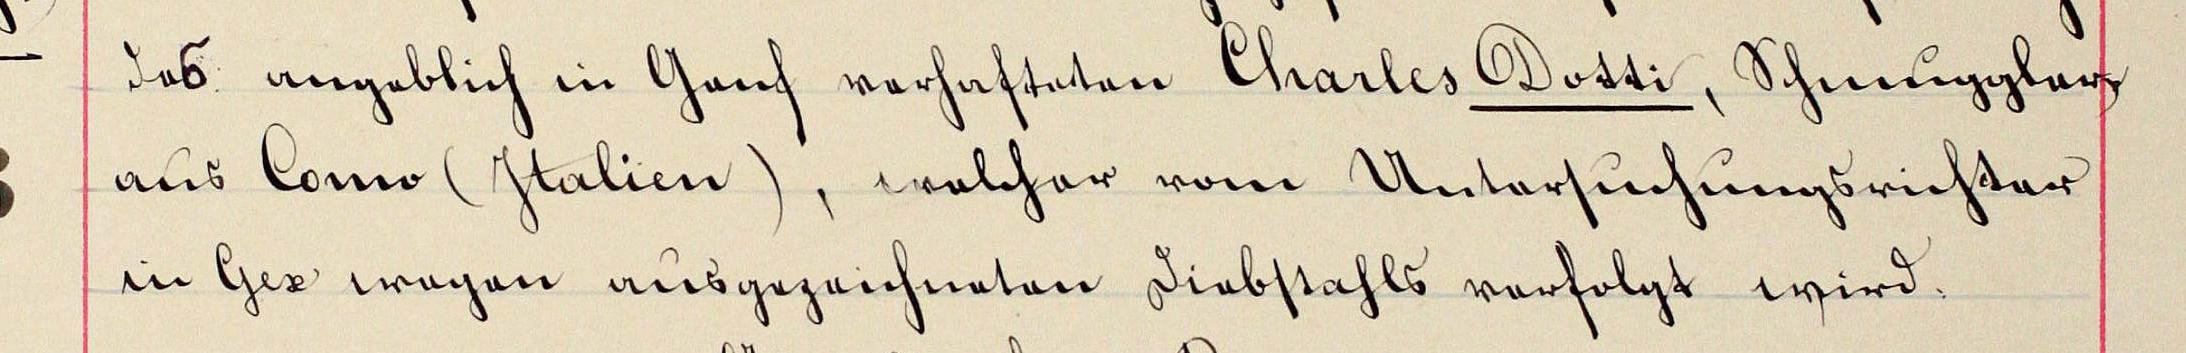 des angeblich in Genf verhafteten Charles Dotti, Schmuggler,
aus Como (Italien), welcher vom Untersuchungsrichter
in Gex wegen ausgezeichneten Diebstahls verfolgt wird.